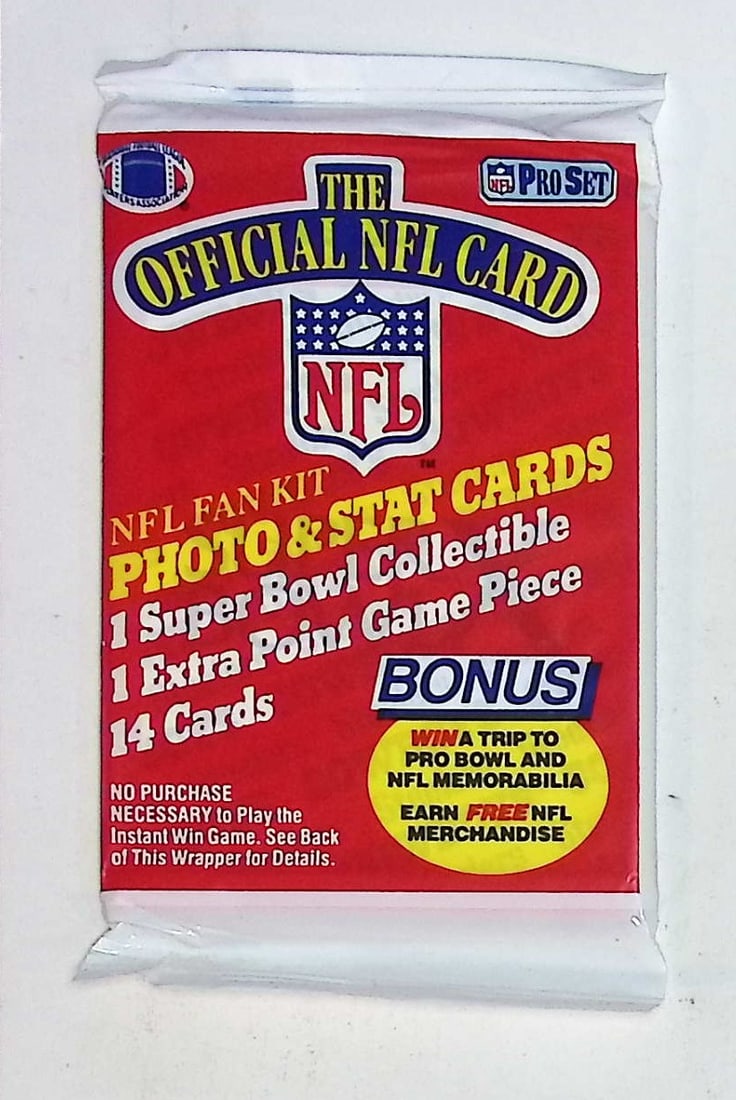 THE
OFFICIAL NFL CARD
NFL PRO SET
NFL
TM
NFL FAN KIT
PHOTO & STAT CARDS
1 Super Bowl Collectible
1 Extra Point Game Piece
14 Cards
BONUS
WIN A TRIP TO
PRO BOWL AND
NFL MEMORABILIA
EARN FREE NFL
MERCHANDISE
NO PURCHASE
NECESSARY to Play the
Instant Win Game. See Back
of This Wrapper for Details.